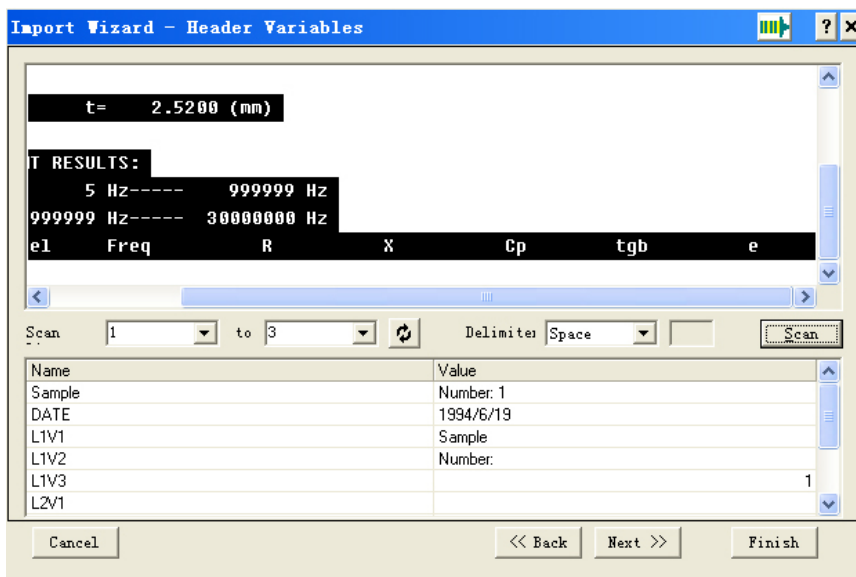 Import Wizard - Header Variables
t= 2.5200 (mm)
T RESULTS:
5 Hz----- 999999 Hz
999999 Hz----- 30000000 Hz
el Freq R X Cp tgb e
Scan 1 to 3 Delimiter Space Scan
Name Value
Sample Number: 1
DATE 1994/6/19
L1V1 Sample
L1V2 Number:
L1V3 1
L2V1
Cancel << Back Next >> Finish